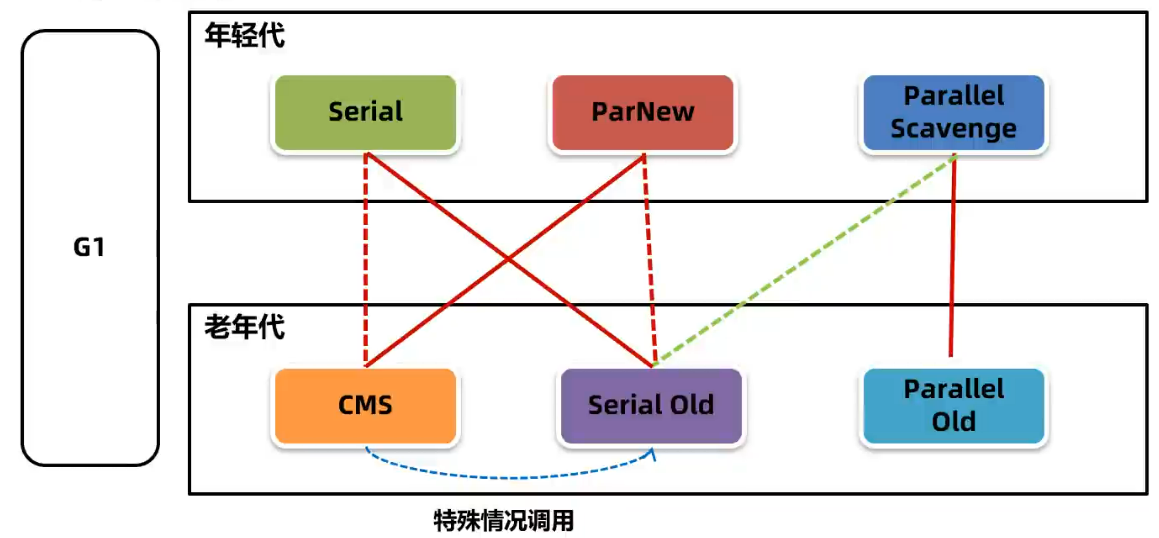 年轻代
Serial
ParNew
Parallel
Scavenge
G1
老年代
CMS
Serial Old
Parallel
Old
特殊情况调用